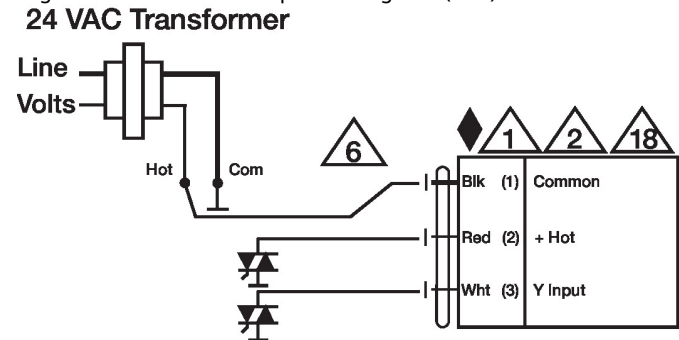 24 VAC Transformer
Line
Volts
Hot
Com
6
1
2
18
Blk (1) Common
Red (2) + Hot
Wht (3) Y Input